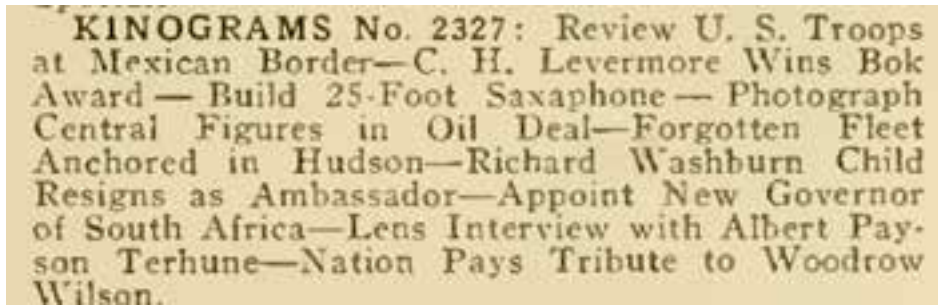 KINOGRAMS No. 2327: Review U. S. Troops
at Mexican Border—C. H. Levermore Wins Bok
Award — Build 25-Foot Saxaphone — Photograph
Central Figures in Oil Deal—Forgotten Fleet
Anchored in Hudson—Richard Washburn Child
Resigns as Ambassador—Appoint New Governor
of South Africa—Lens Interview with Albert Pay-
son Terhune—Nation Pays Tribute to Woodrow
Wilson.